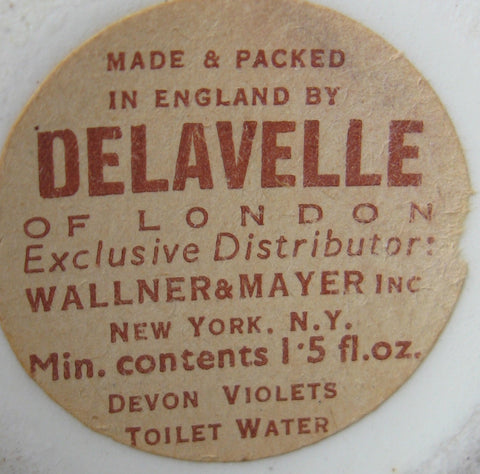 MADE & PACKED
IN ENGLAND BY
DELAVELLE
OF LONDON
Exclusive Distributor:
WALLNER&MAYER INC
NEW YORK. N.Y.
Min. contents 1·5 fl.oz.
DEVON VIOLETS
TOILET WATER